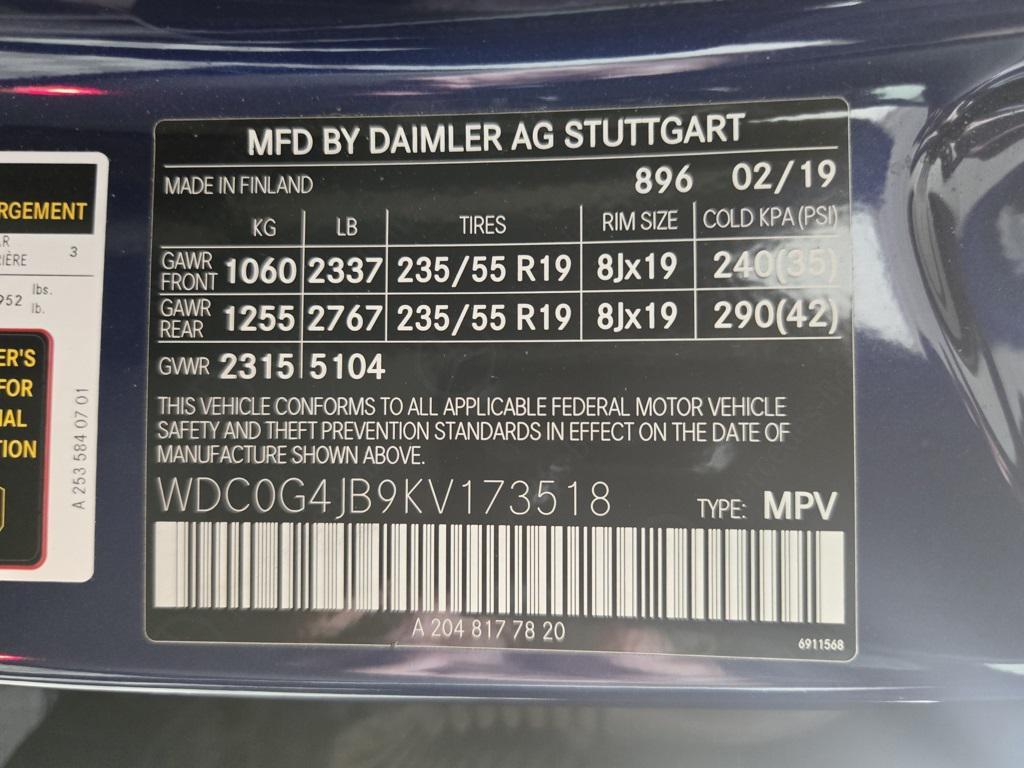 MFD BY DAIMLER AG STUTTGART
MADE IN FINLAND 896 02/19
KG LB TIRES RIM SIZE COLD KPA(PSI)
GAWR FRONT 1060 2337 235/55 R19 8Jx19 240(35)
GAWR REAR 1255 2767 235/55 R19 8Jx19 290(42)
GVWR 2315 5104
THIS VEHICLE CONFORMS TO ALL APPLICABLE FEDERAL MOTOR VEHICLE
SAFETY AND THEFT PREVENTION STANDARDS IN EFFECT ON THE DATE OF
MANUFACTURE SHOWN ABOVE.
WDC0G4JB9KV173518 TYPE: MPV
A 204 817 78 20
6911568
RGEMENT
R
IÈRE 3
952 lbs.
lb.
ER'S
FOR
NAL
TION
A 253 584 07 01